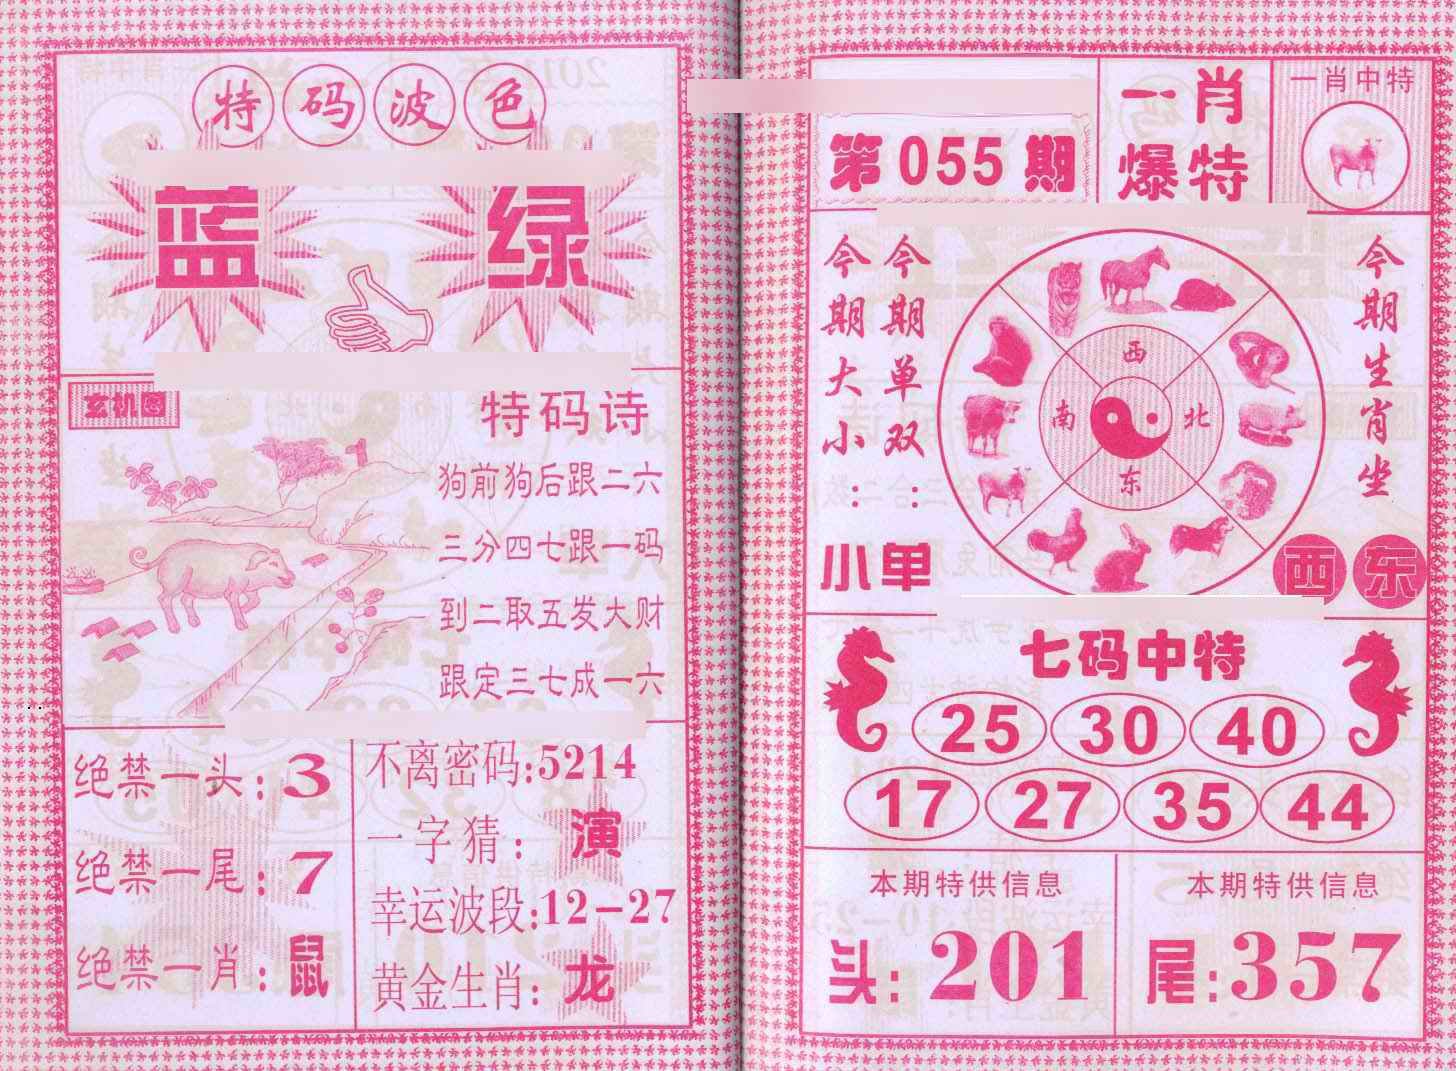 特码波色
蓝 绿
玄机图
特码诗
狗前狗后跟二六
三分四七跟一码
到二取五发大财
跟定三七成一六
绝禁一头:3
绝禁一尾:7
绝禁一肖:鼠
不离密码:5214
一字猜:演
幸运波段:12-27
黄金生肖:龙
第055期
一肖
爆特
一肖中特
今期大小:小
今期单双:单
西
南 北
东
今期生肖坐
西 东
七码中特
25 30 40
17 27 35 44
本期特供信息
头:201
本期特供信息
尾:357